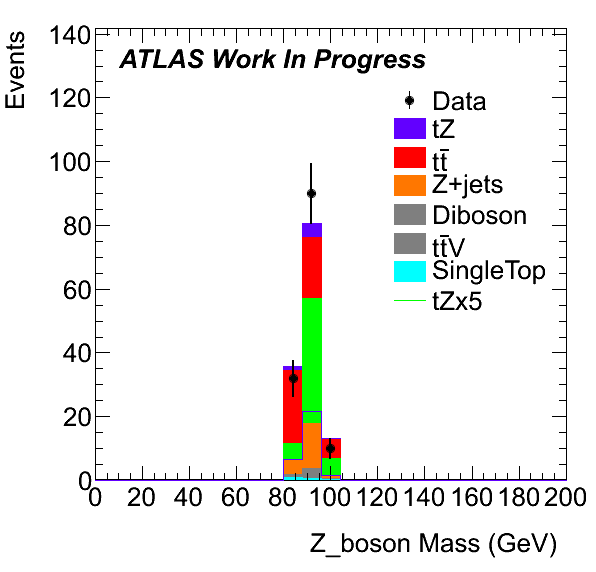 Events
140
120
100
80
60
40
20
0
ATLAS Work In Progress
Data
tZ
tt̄
Z+jets
Diboson
tt̄V
SingleTop
tZx5
0 20 40 60 80 100 120 140 160 180 200
Z_boson Mass (GeV)